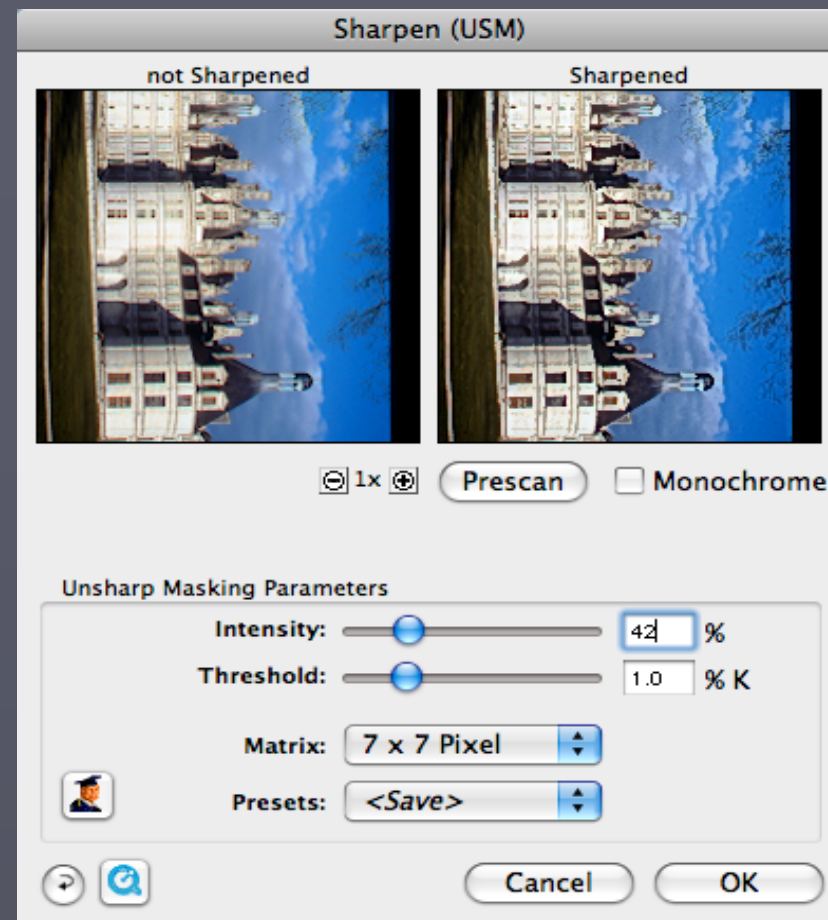 Sharpen (USM)
not Sharpened Sharpened
1x Prescan Monochrome
Unsharp Masking Parameters
Intensity: 42 %
Threshold: 1.0 % K
Matrix: 7 x 7 Pixel
Presets: <Save>
Cancel OK